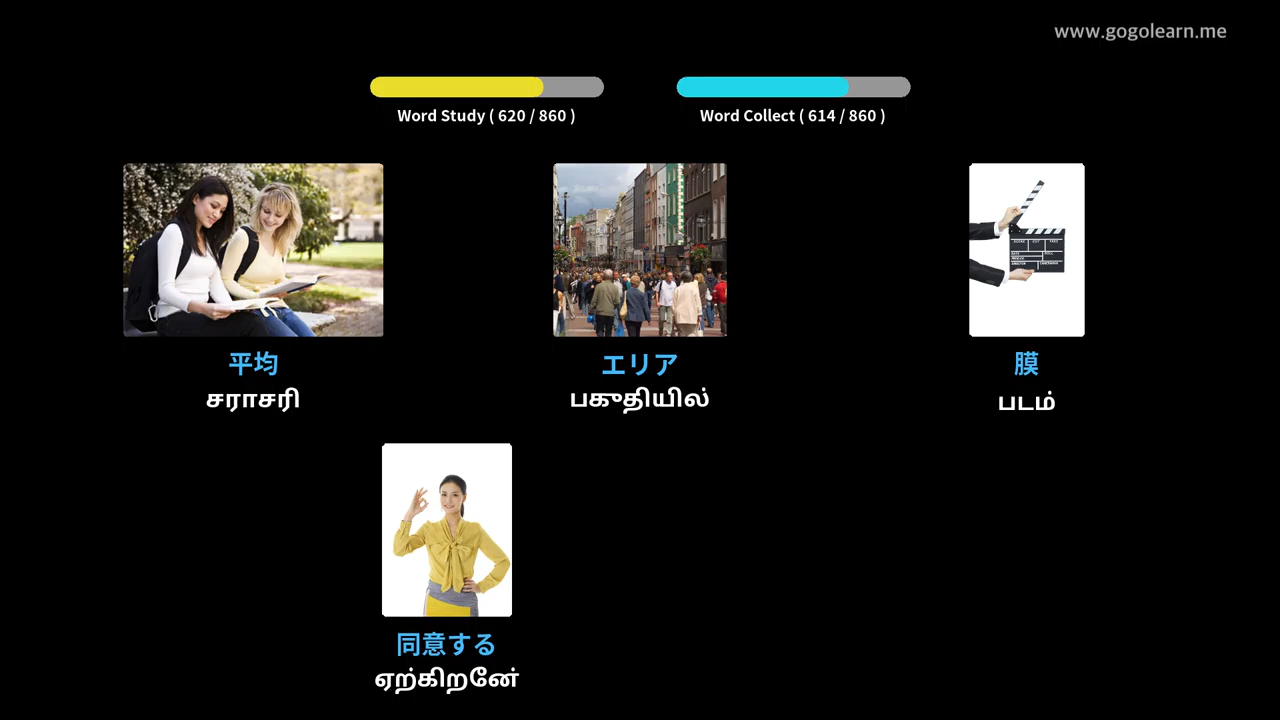 www.gogolearn.me
Word Study ( 620 / 860 )
Word Collect ( 614 / 860 )
平均
சராசரி
エリア
பகுதியில்
膜
படம்
同意する
ஏற்கிறேன்